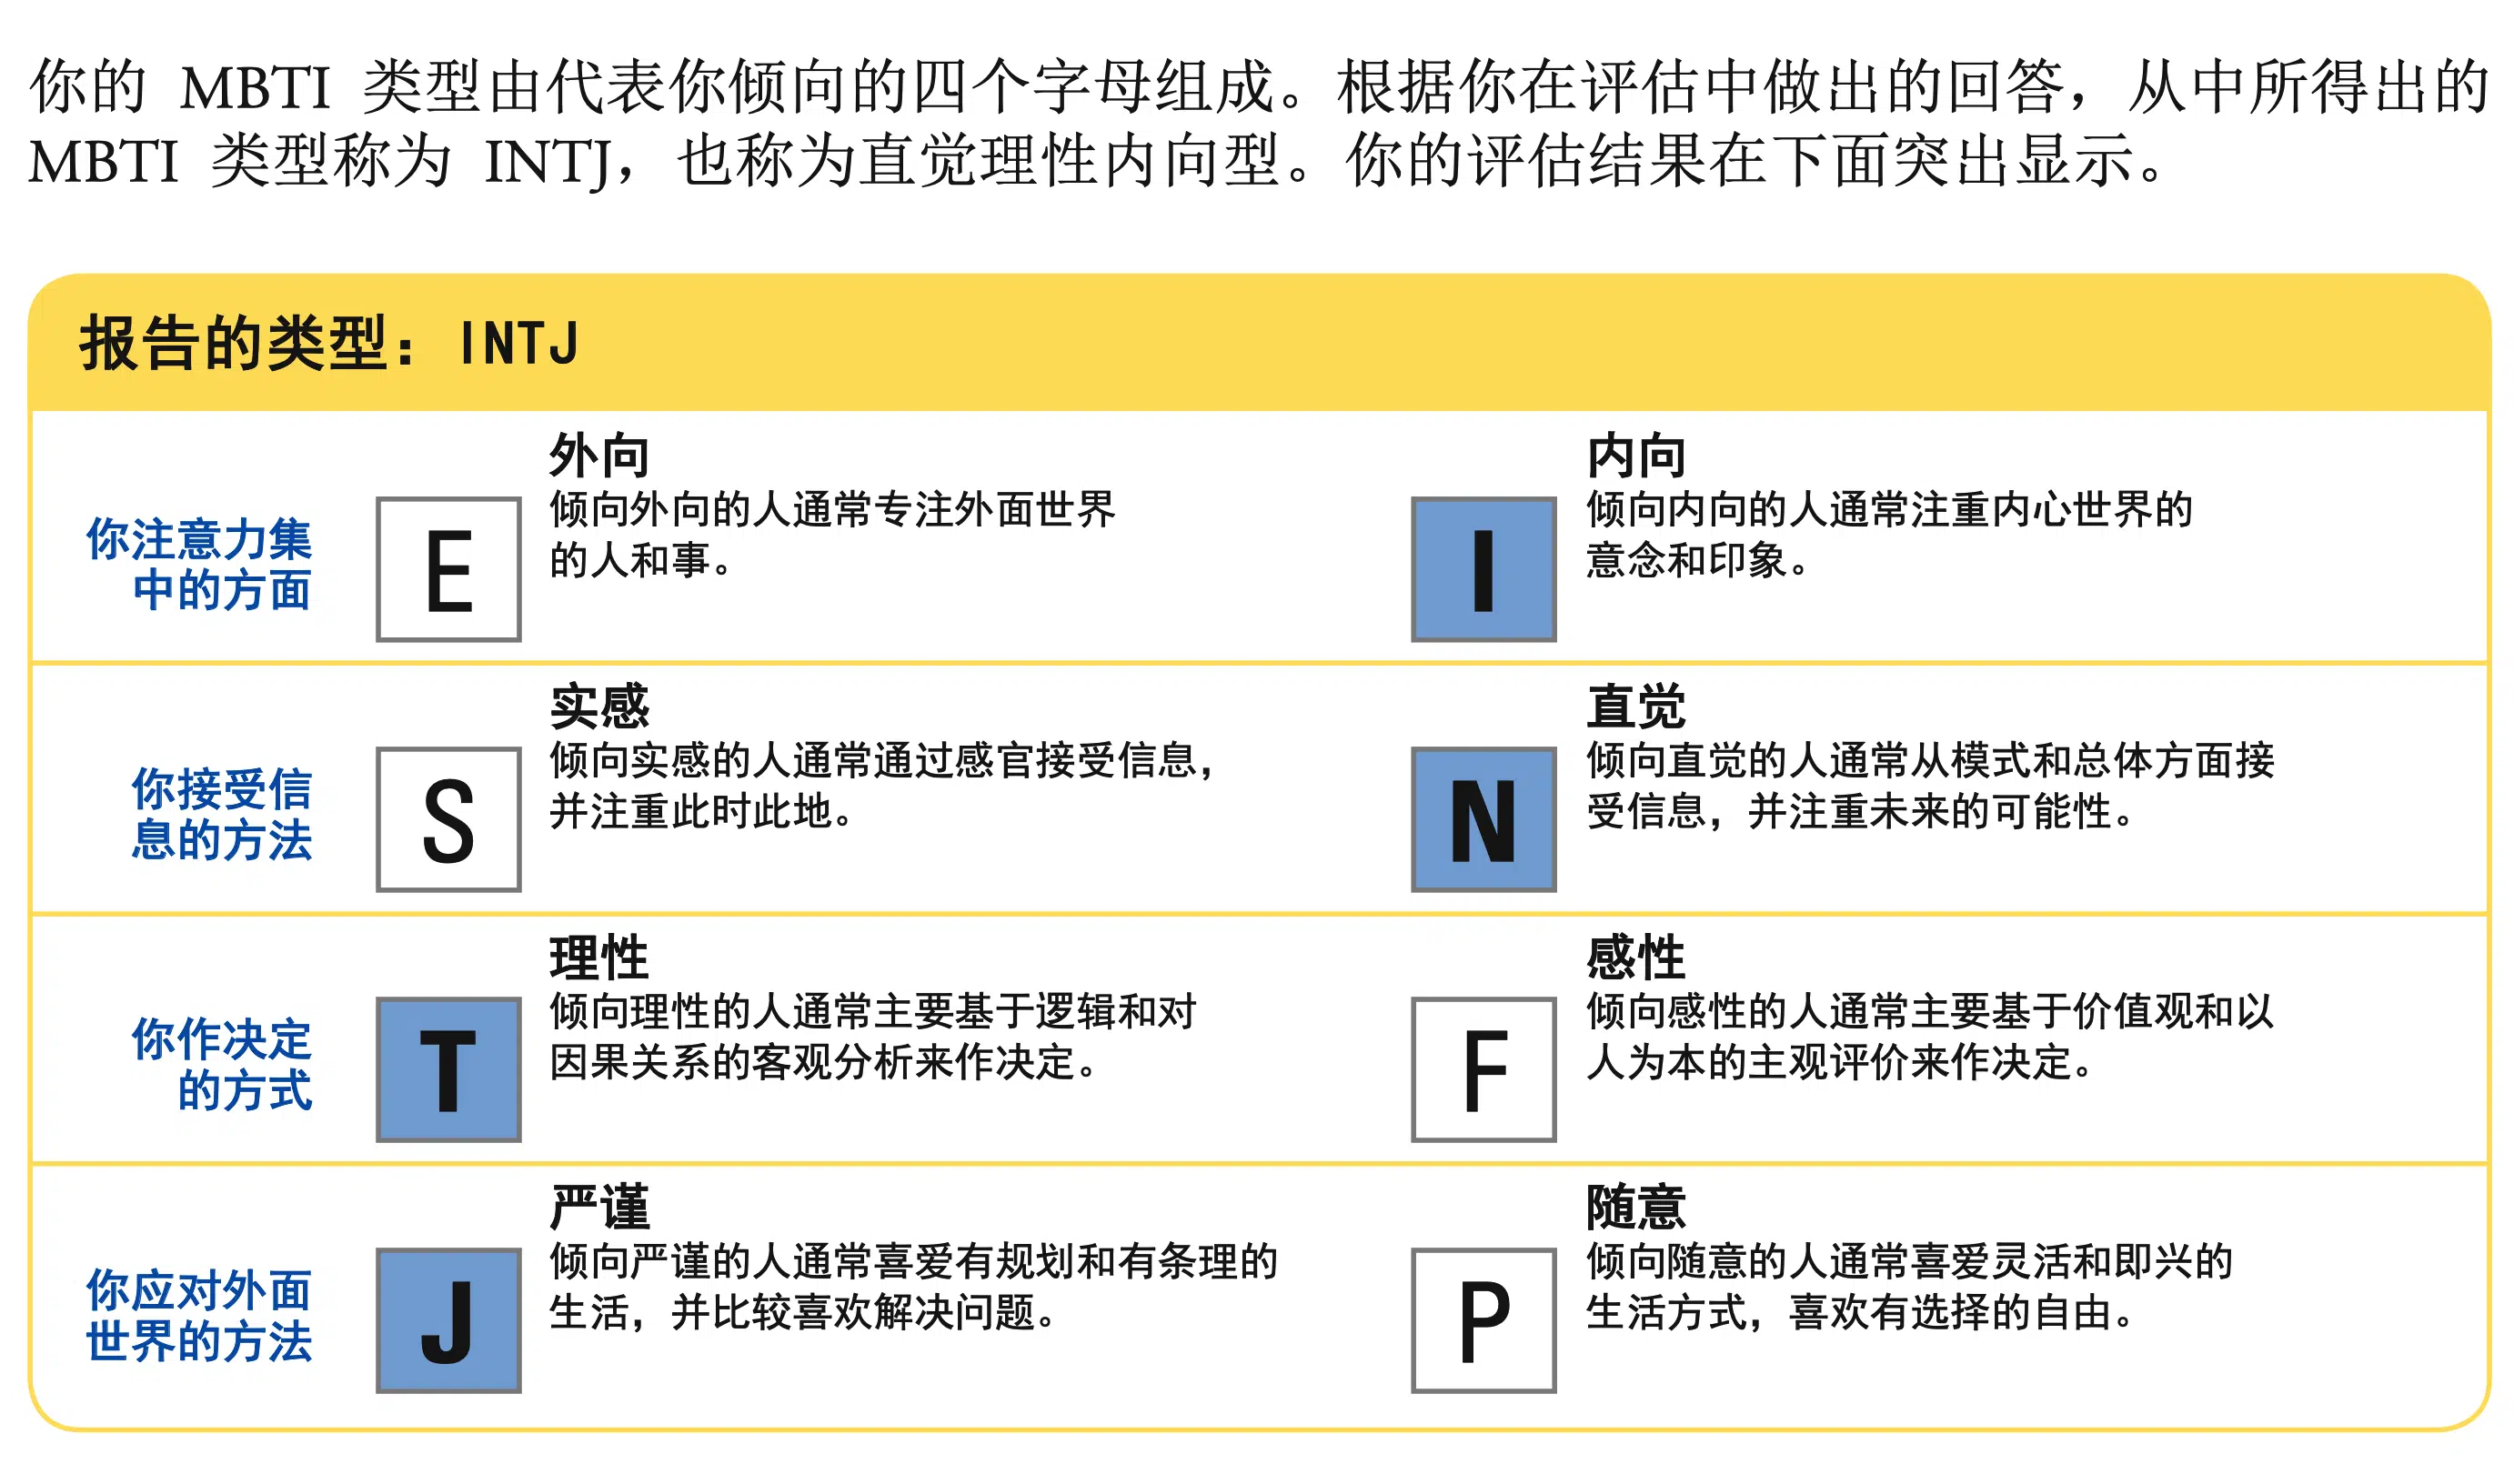 你的 MBTI 类型由代表你倾向的四个字母组成。根据你在评估中做出的回答，从中所得出的
MBTI 类型称为 INTJ，也称为直觉理性内向型。你的评估结果在下面突出显示。
报告的类型： INTJ
你注意力集
中的方面
E
外向
倾向外向的人通常专注外面世界
的人和事。
I
内向
倾向内向的人通常注重内心世界的
意念和印象。
你接受信
息的方法
S
实感
倾向实感的人通常通过感官接受信息，
并注重此时此地。
N
直觉
倾向直觉的人通常从模式和总体方面接
受信息，并注重未来的可能性。
你作决定
的方式
T
理性
倾向理性的人通常主要基于逻辑和对
因果关系的客观分析来作决定。
F
感性
倾向感性的人通常主要基于价值观和以
人为本的主观评价来作决定。
你应对外面
世界的方法
J
严谨
倾向严谨的人通常喜爱有规划和有条理的
生活，并比较喜欢解决问题。
P
随意
倾向随意的人通常喜爱灵活和即兴的
生活方式，喜欢有选择的自由。